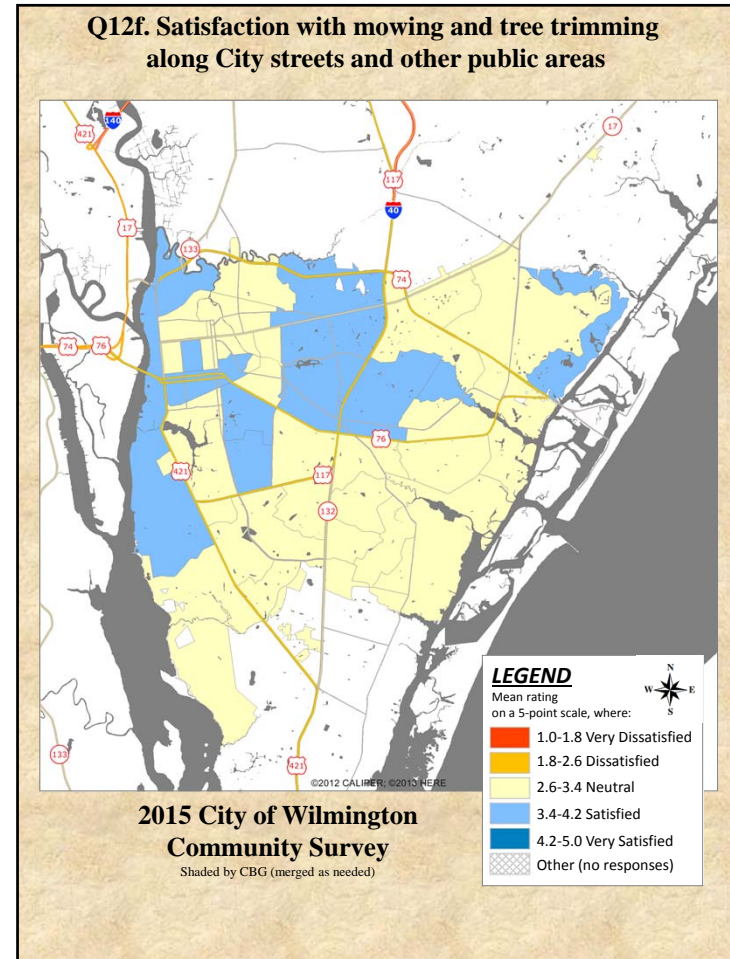 Q12f. Satisfaction with mowing and tree trimming
along City streets and other public areas
140
421
17
117
17
40
133
74
74
76
76
421
117
132
133
421
©2012 CALIPER; ©2013 HERE
LEGEND
Mean rating
on a 5-point scale, where:
N
W E
S
1.0-1.8 Very Dissatisfied
1.8-2.6 Dissatisfied
2.6-3.4 Neutral
3.4-4.2 Satisfied
4.2-5.0 Very Satisfied
Other (no responses)
2015 City of Wilmington
Community Survey
Shaded by CBG (merged as needed)